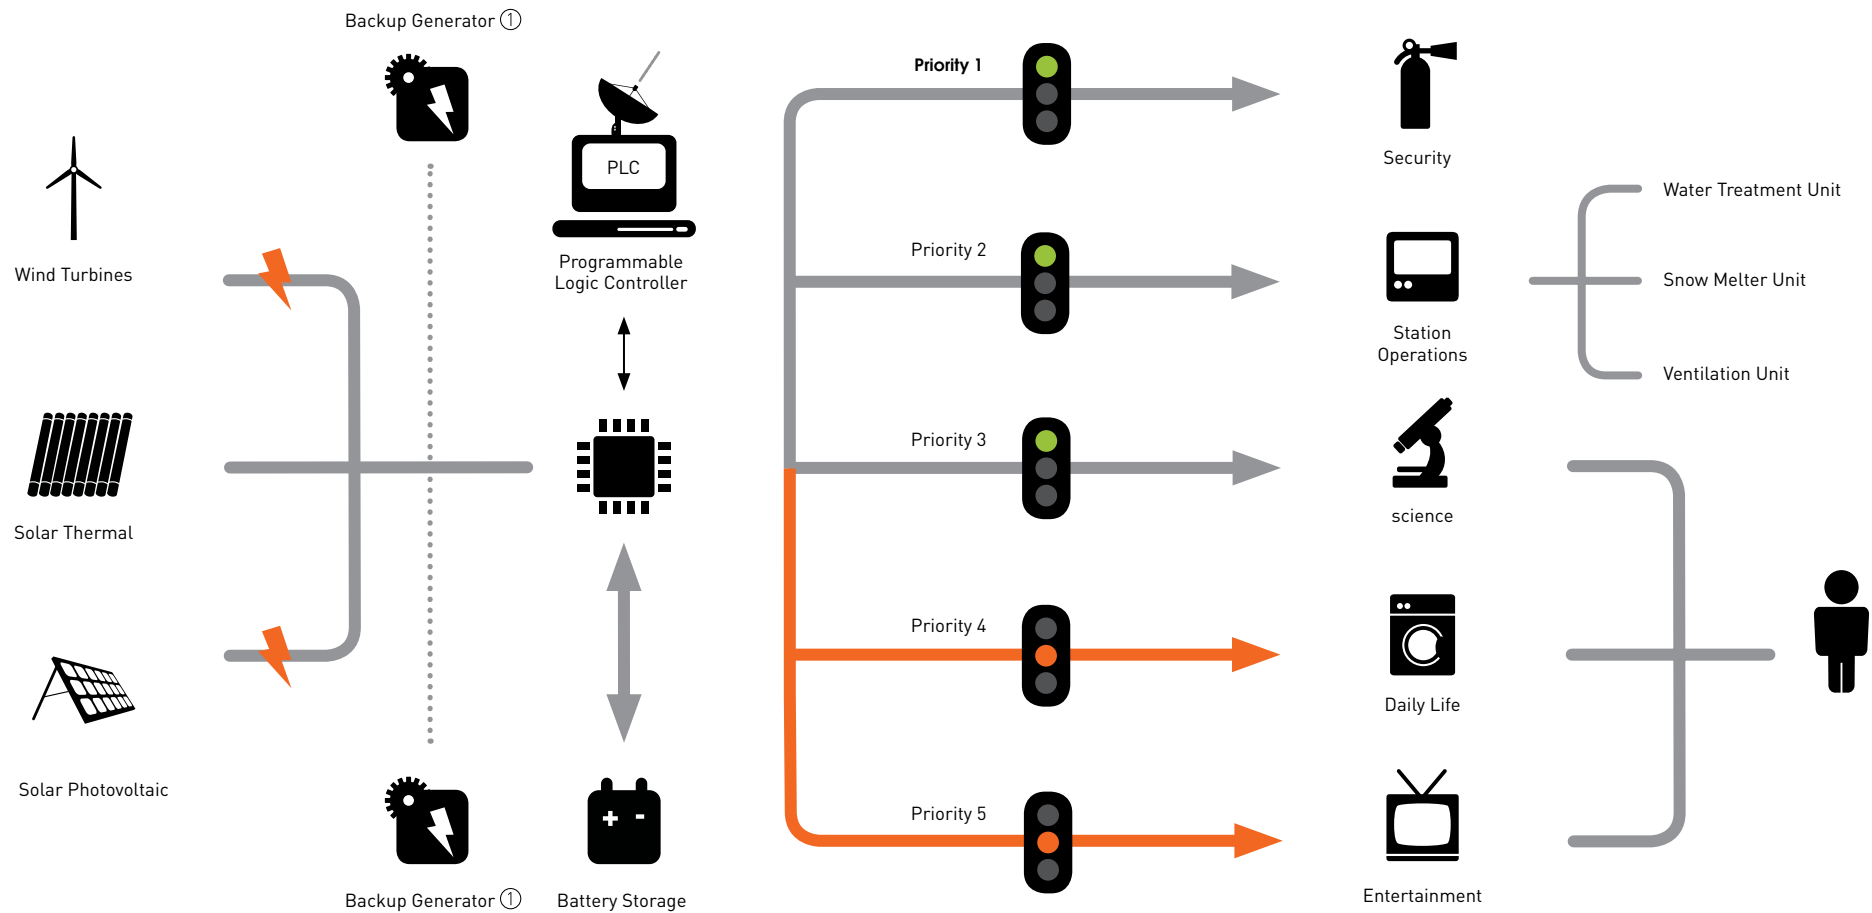 Backup Generator ①
Wind Turbines
Solar Thermal
Solar Photovoltaic
Backup Generator ①
PLC
Programmable
Logic Controller
Battery Storage
Priority 1
Priority 2
Priority 3
Priority 4
Priority 5
Security
Station
Operations
science
Daily Life
Entertainment
Water Treatment Unit
Snow Melter Unit
Ventilation Unit